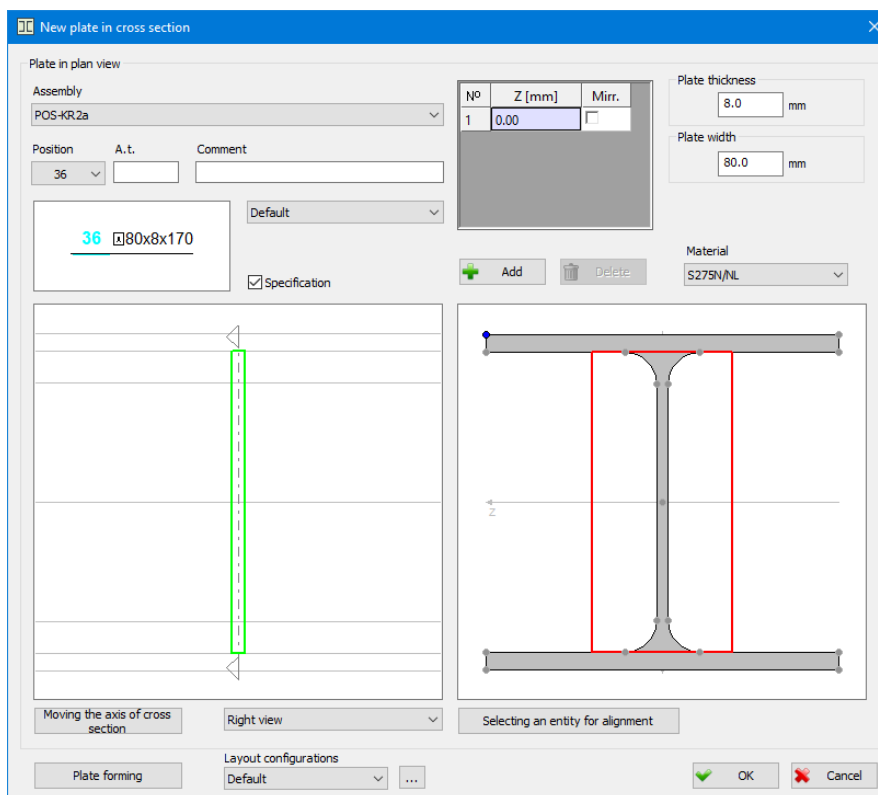 New plate in cross section
Plate in plan view
Assembly
POS-KR2a
Position A.t. Comment
36
36 80x8x170
Default
Specification
Nº Z [mm] Mirr.
1 0.00
Add Delete
Plate thickness
8.0 mm
Plate width
80.0 mm
Material
S275N/NL
Z
Moving the axis of cross
section
Right view
Selecting an entity for alignment
Plate forming
Layout configurations
Default
...
OK Cancel